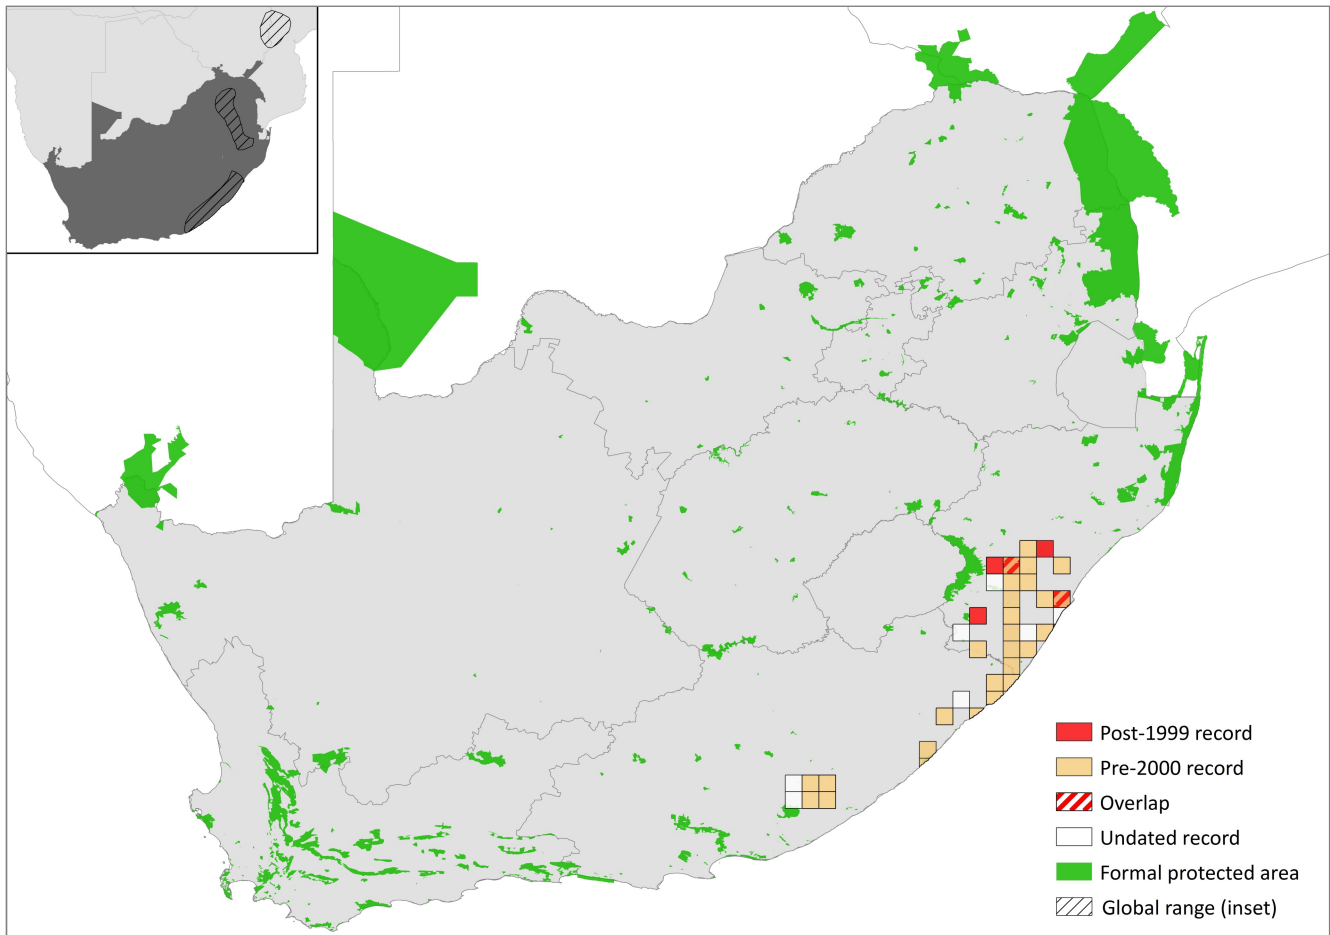 Post-1999 record
Pre-2000 record
Overlap
Undated record
Formal protected area
Global range (inset)